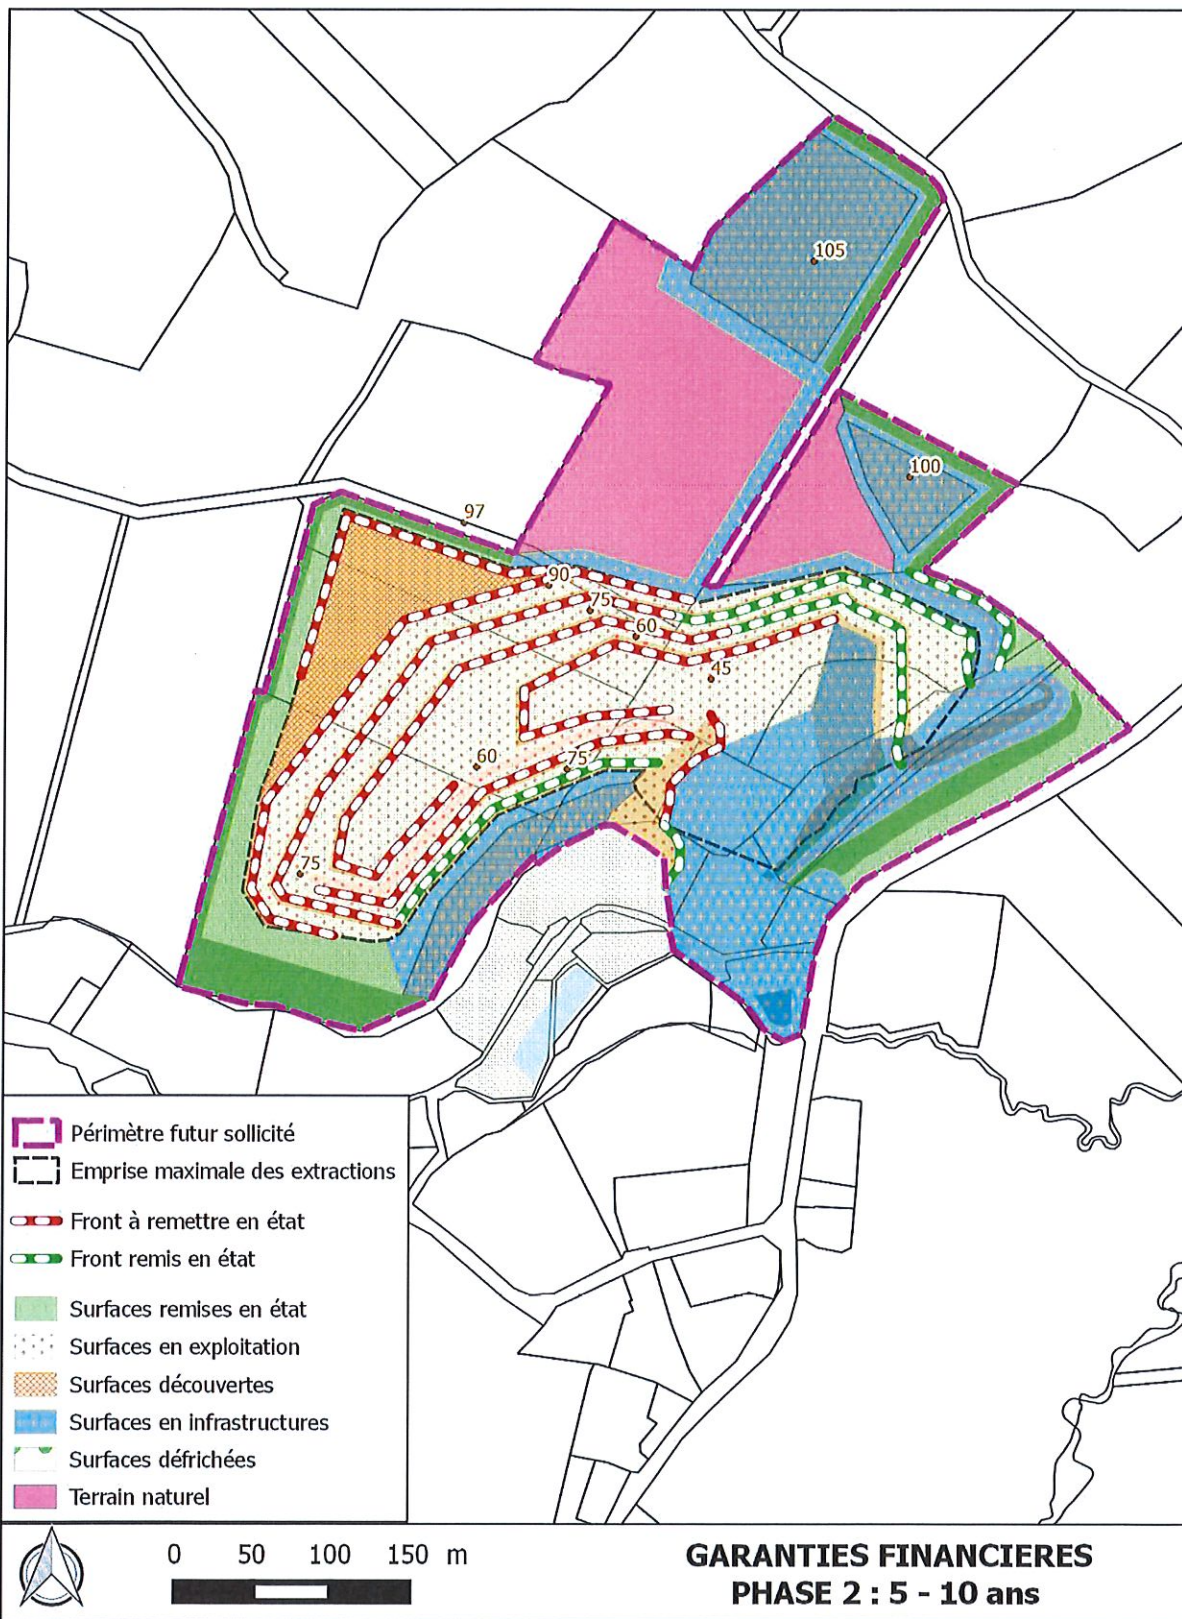 105
100
97
90
75
60
45
60
75
75
Périmètre futur sollicité
Emprise maximale des extractions
Front à remettre en état
Front remis en état
Surfaces remises en état
Surfaces en exploitation
Surfaces découvertes
Surfaces en infrastructures
Surfaces défrichées
Terrain naturel
0 50 100 150 m
GARANTIES FINANCIERES
PHASE 2 : 5 - 10 ans